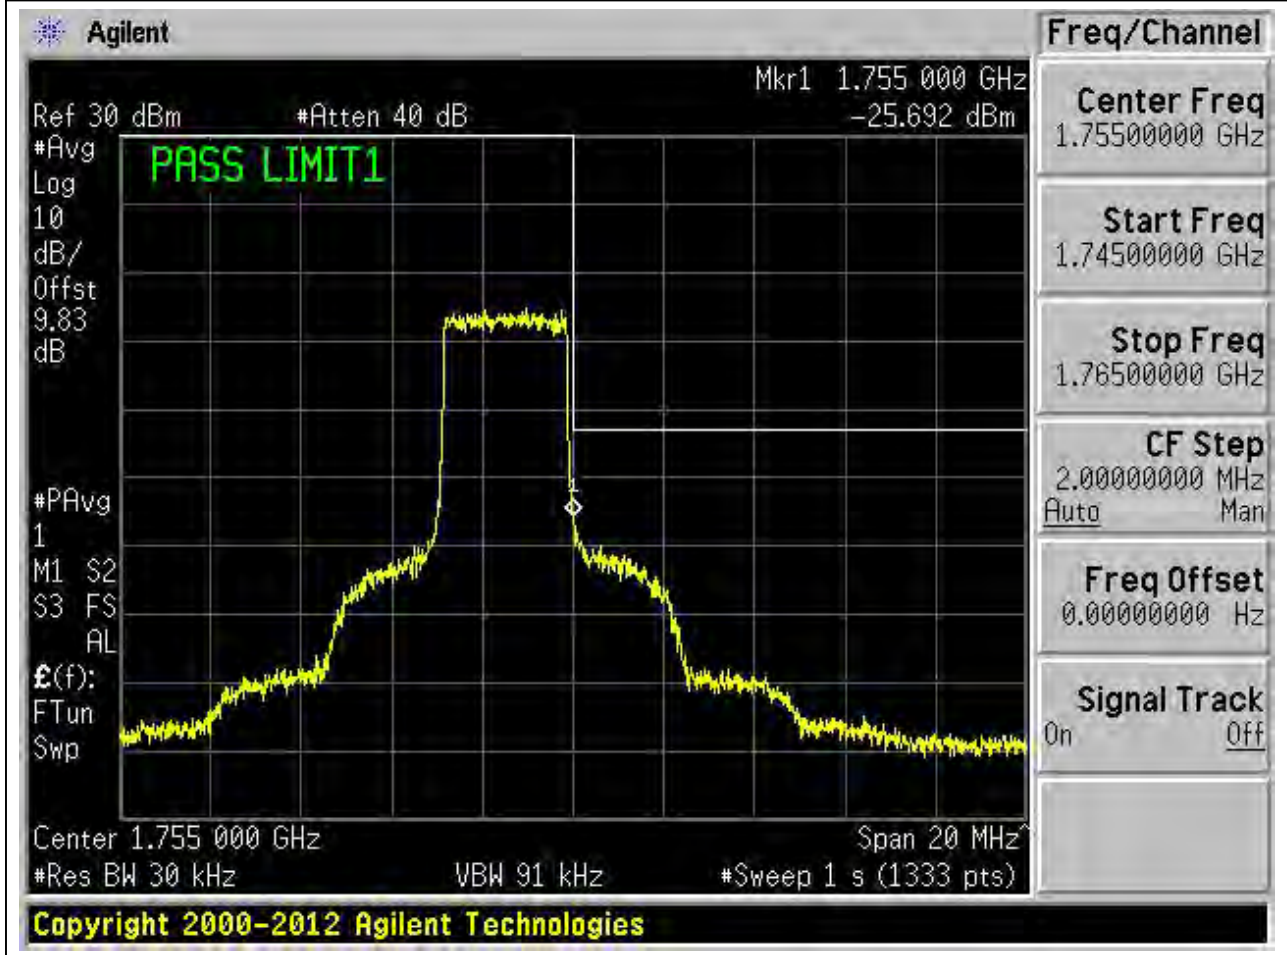 Agilent
Freq/Channel
Mkr1 1.755 000 GHz
Ref 30 dBm #Atten 40 dB -25.692 dBm
#Avg
Log
10
dB/
Offst
9.83
dB
PASS LIMIT1
1
#PAvg
1
M1 S2
S3 FS
AL
£(f):
FTun
Swp
Center 1.755 000 GHz Span 20 MHz^
#Res BW 30 kHz VBW 91 kHz #Sweep 1 s (1333 pts)
Copyright 2000-2012 Agilent Technologies
Center Freq
1.75500000 GHz
Start Freq
1.74500000 GHz
Stop Freq
1.76500000 GHz
CF Step
2.00000000 MHz
Auto Man
Freq Offset
0.00000000 Hz
Signal Track
On Off